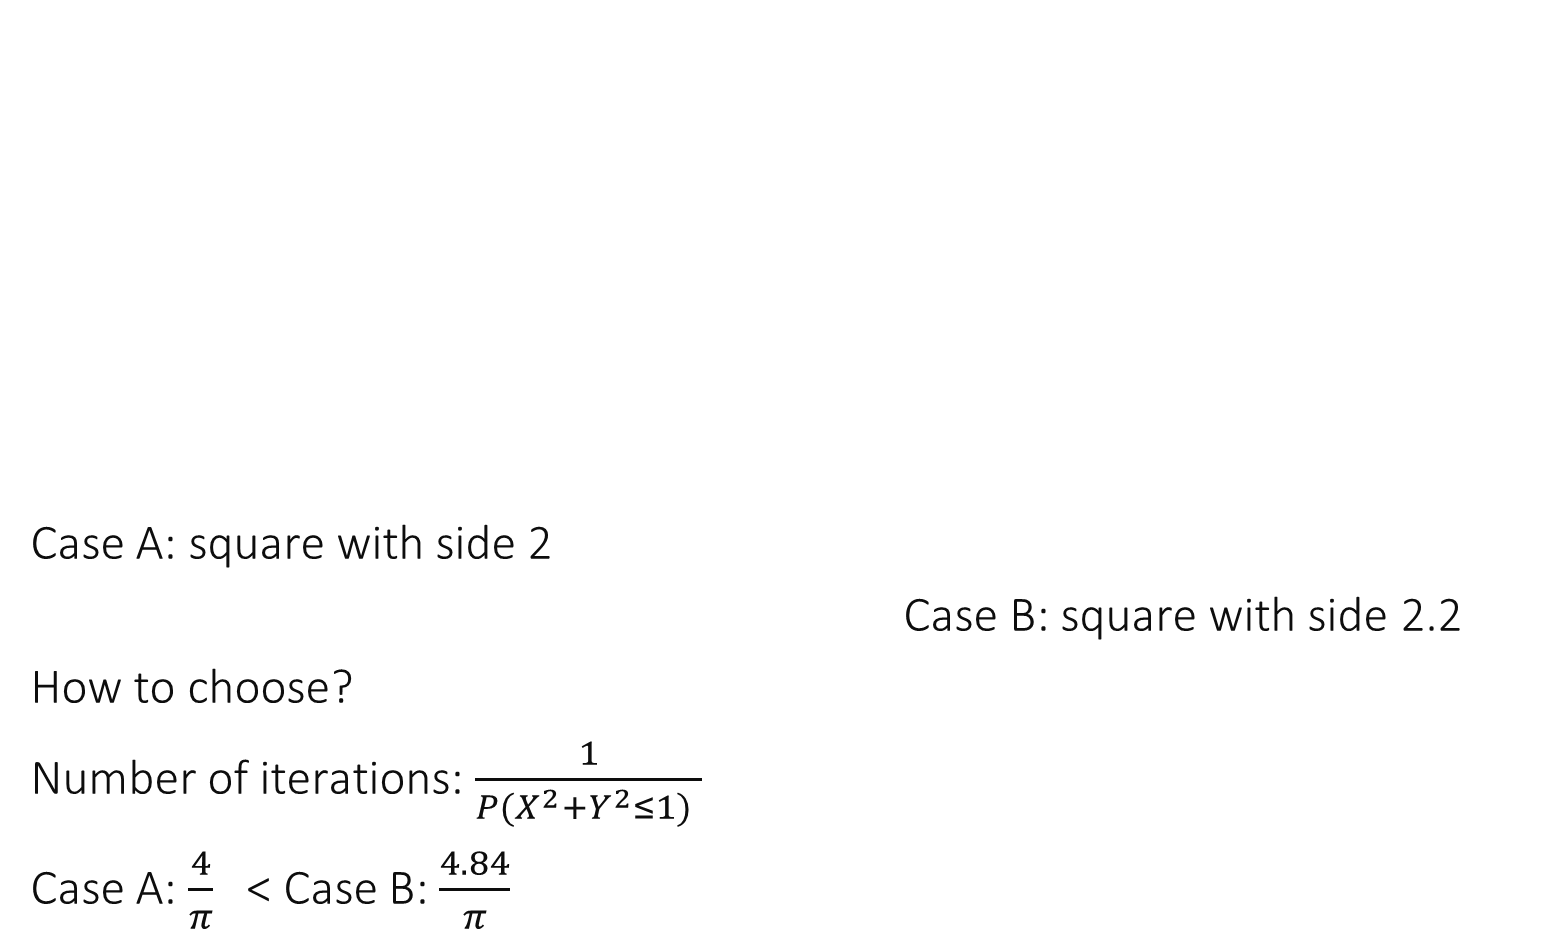 Case A: square with side 2
Case B: square with side 2.2
How to choose?
Number of iterations: 1/P(X²+Y²≤1)
Case A: 4/π < Case B: 4.84/π